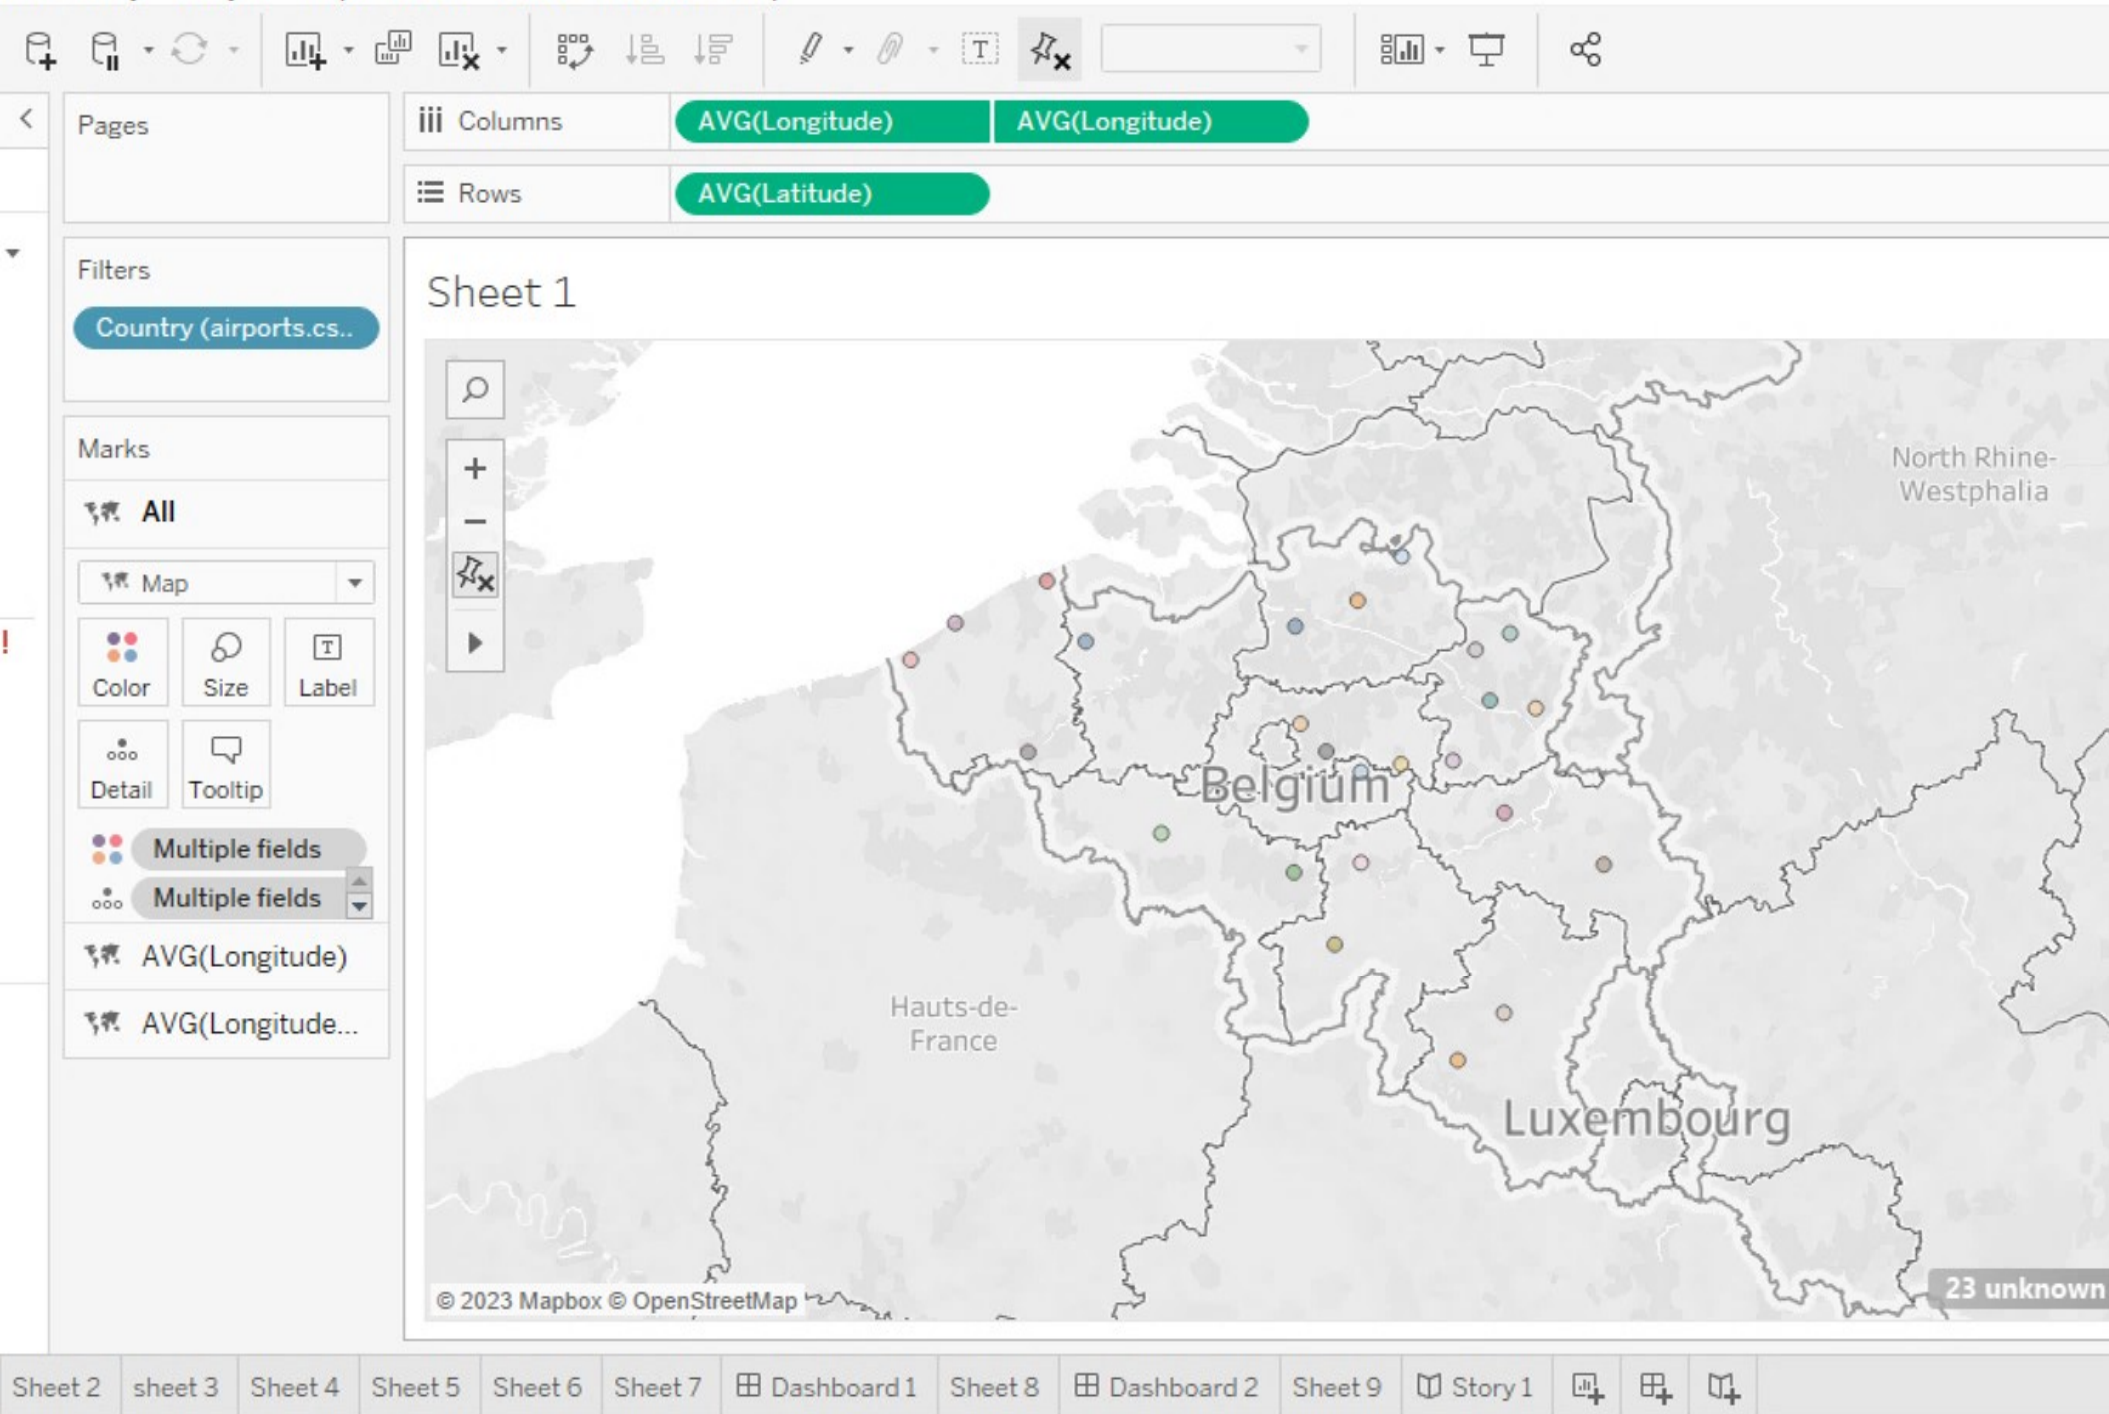 Pages
Columns
AVG(Longitude)
AVG(Longitude)
Rows
AVG(Latitude)
Filters
Country (airports.cs..
Sheet 1
Marks
All
Map
Color
Size
Label
Detail
Tooltip
Multiple fields
Multiple fields
AVG(Longitude)
AVG(Longitude...
North Rhine-
Westphalia
Belgium
Hauts-de-
France
Luxembourg
© 2023 Mapbox © OpenStreetMap
23 unknown
Sheet 2
sheet 3
Sheet 4
Sheet 5
Sheet 6
Sheet 7
Dashboard 1
Sheet 8
Dashboard 2
Sheet 9
Story 1